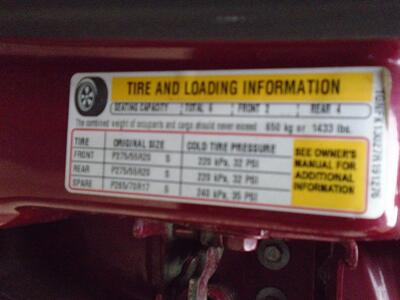 TIRE AND LOADING INFORMATION
SEATING CAPACITY TOTAL 6 FRONT 2 REAR 4
The combined weight of occupants and cargo should never exceed 650 kg or 1433 lbs.
TIRE ORIGINAL SIZE COLD TIRE PRESSURE
FRONT P275/55R20 S 220 kPa, 32 PSI
REAR P275/55R20 S 220 kPa, 32 PSI
SPARE P265/70R17 S 240 kPa, 35 PSI
SEE OWNER'S
MANUAL FOR
ADDITIONAL
INFORMATION